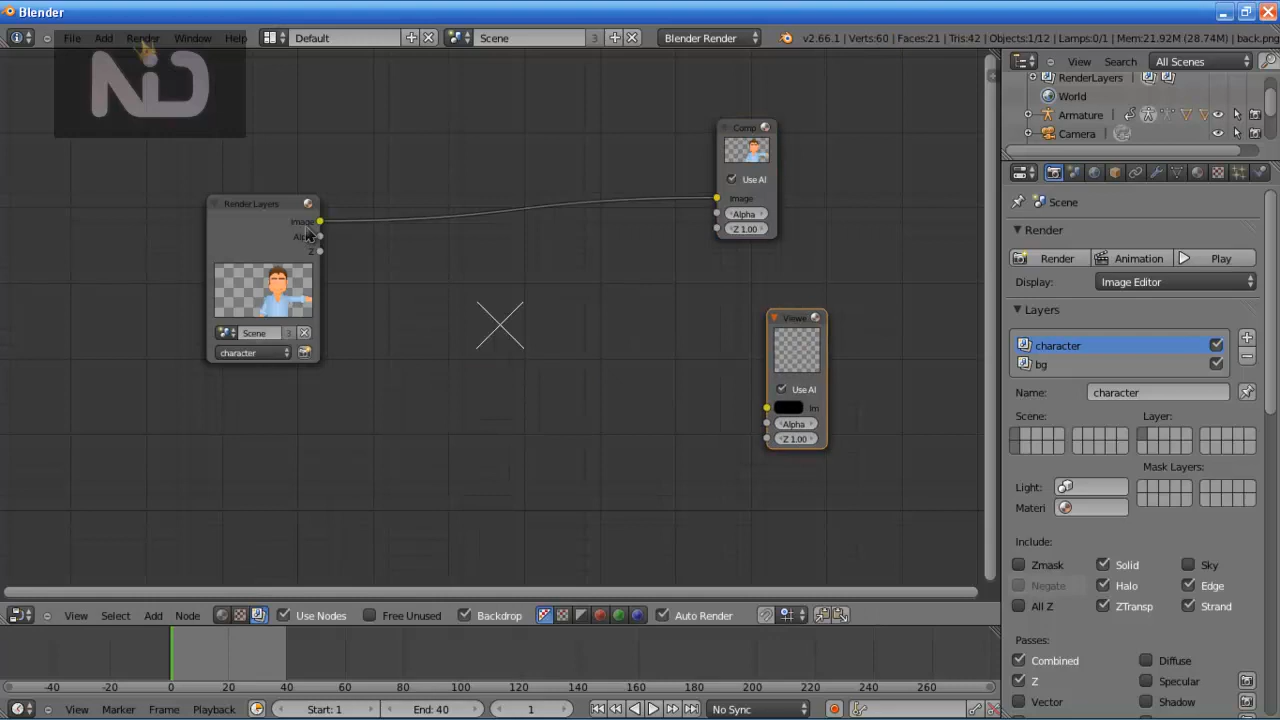 Blender
File Add Render Window Help Default Scene 3 Blender Render v2.66.1 | Verts:60 | Faces:21 | Tris:42 | Objects:1/12 | Lamps:0/1 | Mem:21.92M (28.74M) | back.png
ND
View Search All Scenes
RenderLayers
World
Armature
Camera
Scene
Render
Render Animation Play
Display: Image Editor
Layers
character
bg
Name: character
Scene: Layer:
Mask Layers:
Light:
Materi
Include:
Zmask Solid Sky
Negate Halo Edge
All Z ZTransp Strand
Passes:
Combined Diffuse
Z Specular
Vector Shadow
Comp
Use Al
Image
Alpha
Z 1.00
Render Layers
Image
Alp
Z
Scene 3
character
Viewe
Use Al
Im
Alpha
Z 1.00
View Select Add Node Use Nodes Free Unused Backdrop Auto Render
-40 -20 0 20 40 60 80 100 120 140 160 180 200 220 240 260
View Marker Frame Playback Start: 1 End: 40 1 No Sync